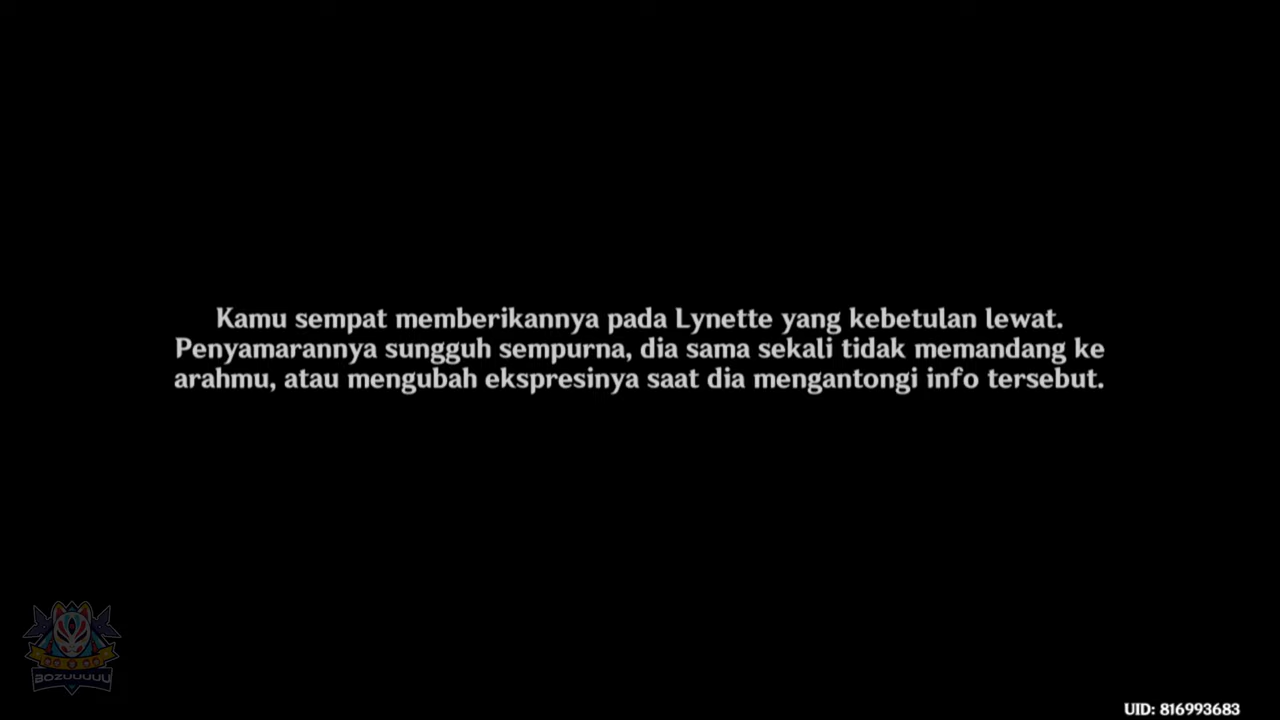 Kamu sempat memberikannya pada Lynette yang kebetulan lewat.
Penyamarannya sungguh sempurna, dia sama sekali tidak memandang ke
arahmu, atau mengubah ekspresinya saat dia mengantongi info tersebut.
BOZUUUUU
UID: 816993683